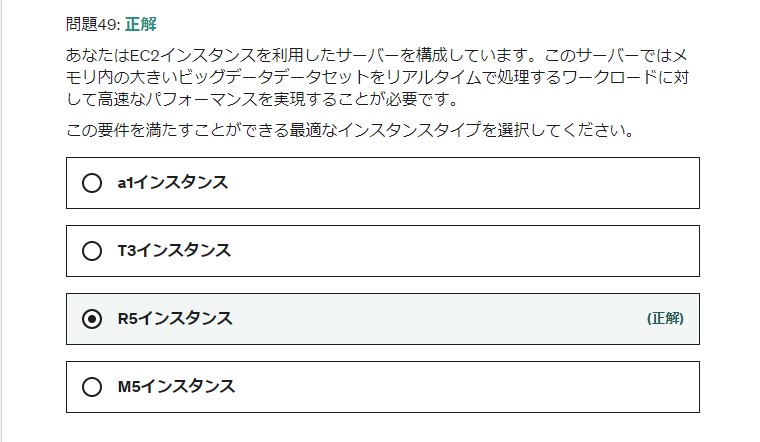 問題49: 正解
あなたはEC2インスタンスを利用したサーバーを構成しています。このサーバーではメ
モリ内の大きいビッグデータデータセットをリアルタイムで処理するワークロードに対
して高速なパフォーマンスを実現することが必要です。
この要件を満たすことができる最適なインスタンスタイプを選択してください。
a1インスタンス
T3インスタンス
R5インスタンス (正解)
M5インスタンス